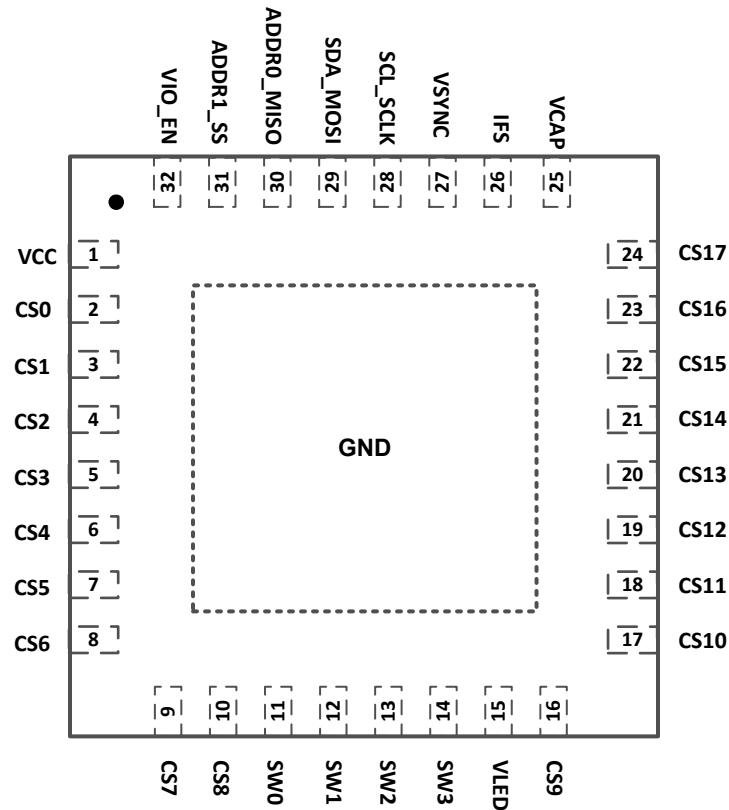 VIO_EN
ADDR1_SS
ADDR0_MISO
SDA_MOSI
SCL_SCLK
VSYNC
IFS
VCAP
32
31
30
29
28
27
26
25
VCC 1
CS0 2
CS1 3
CS2 4
CS3 5
CS4 6
CS5 7
CS6 8
GND
24 CS17
23 CS16
22 CS15
21 CS14
20 CS13
19 CS12
18 CS11
17 CS10
9
10
11
12
13
14
15
16
CS7
CS8
SW0
SW1
SW2
SW3
VLED
CS9